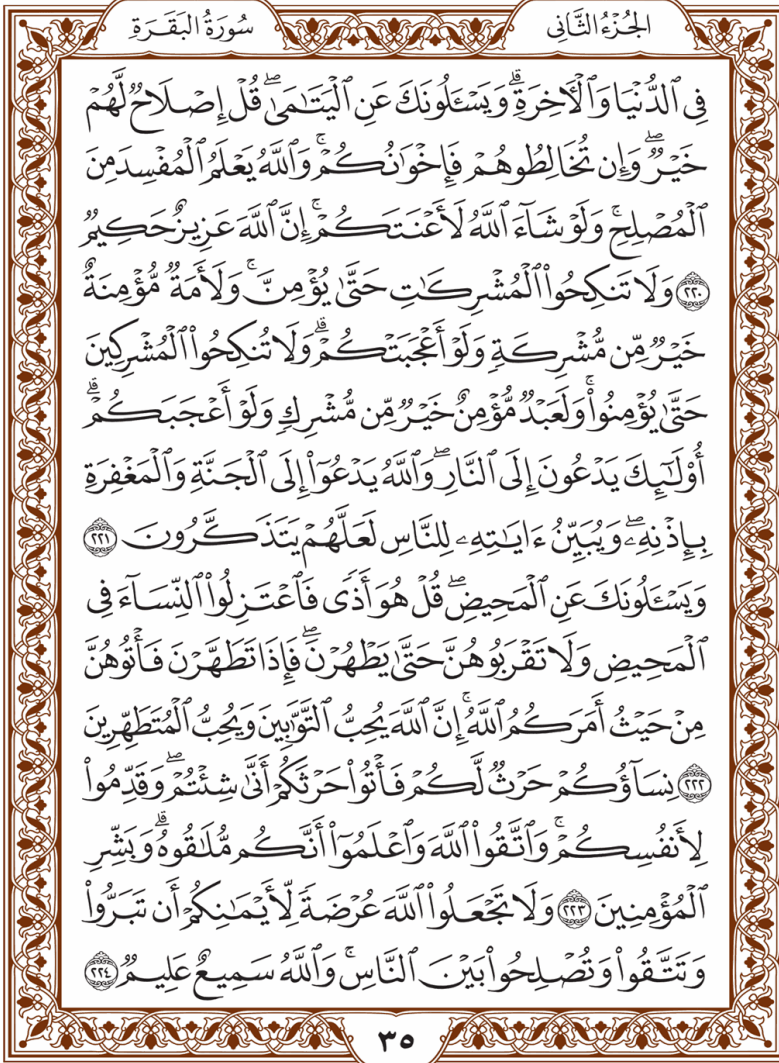 الجُزْءُ الثَّانِي
سُورَةُ البَقَرَةِ
فِي ٱلدُّنۡيَا وَٱلۡأٓخِرَةِۗ وَيَسۡـَٔلُونَكَ عَنِ ٱلۡيَتَٰمَىٰۖ قُلۡ إِصۡلَاحٞ لَّهُمۡ
خَيۡرٞۖ وَإِن تُخَالِطُوهُمۡ فَإِخۡوَٰنُكُمۡۚ وَٱللَّهُ يَعۡلَمُ ٱلۡمُفۡسِدَ مِنَ
ٱلۡمُصۡلِحِۚ وَلَوۡ شَآءَ ٱللَّهُ لَأَعۡنَتَكُمۡۚ إِنَّ ٱللَّهَ عَزِيزٌ حَكِيمٞ
٢٢٠ وَلَا تَنكِحُواْ ٱلۡمُشۡرِكَٰتِ حَتَّىٰ يُؤۡمِنَّۚ وَلَأَمَةٞ مُّؤۡمِنَةٌ
خَيۡرٞ مِّن مُّشۡرِكَةٖ وَلَوۡ أَعۡجَبَتۡكُمۡۗ وَلَا تُنكِحُواْ ٱلۡمُشۡرِكِينَ
حَتَّىٰ يُؤۡمِنُواْۚ وَلَعَبۡدٞ مُّؤۡمِنٌ خَيۡرٞ مِّن مُّشۡرِكٖ وَلَوۡ أَعۡجَبَكُمۡۗ
أُوْلَٰٓئِكَ يَدۡعُونَ إِلَى ٱلنَّارِۖ وَٱللَّهُ يَدۡعُوٓاْ إِلَى ٱلۡجَنَّةِ وَٱلۡمَغۡفِرَةِ
بِإِذۡنِهِۦۖ وَيُبَيِّنُ ءَايَٰتِهِۦ لِلنَّاسِ لَعَلَّهُمۡ يَتَذَكَّرُونَ ٢٢١
وَيَسۡـَٔلُونَكَ عَنِ ٱلۡمَحِيضِۖ قُلۡ هُوَ أَذٗى فَٱعۡتَزِلُواْ ٱلنِّسَآءَ فِي
ٱلۡمَحِيضِ وَلَا تَقۡرَبُوهُنَّ حَتَّىٰ يَطۡهُرۡنَۖ فَإِذَا تَطَهَّرۡنَ فَأۡتُوهُنَّ
مِنۡ حَيۡثُ أَمَرَكُمُ ٱللَّهُۚ إِنَّ ٱللَّهَ يُحِبُّ ٱلتَّوَّٰبِينَ وَيُحِبُّ ٱلۡمُتَطَهِّرِينَ
٢٢٢ نِسَآؤُكُمۡ حَرۡثٞ لَّكُمۡ فَأۡتُواْ حَرۡثَكُمۡ أَنَّىٰ شِئۡتُمۡۖ وَقَدِّمُواْ
لِأَنفُسِكُمۡۚ وَٱتَّقُواْ ٱللَّهَ وَٱعۡلَمُوٓاْ أَنَّكُم مُّلَٰقُوهُۗ وَبَشِّرِ
ٱلۡمُؤۡمِنِينَ ٢٢٣ وَلَا تَجۡعَلُواْ ٱللَّهَ عُرۡضَةٗ لِّأَيۡمَٰنِكُمۡ أَن تَبَرُّواْ
وَتَتَّقُواْ وَتُصۡلِحُواْ بَيۡنَ ٱلنَّاسِۚ وَٱللَّهُ سَمِيعٌ عَلِيمٞ ٢٢٤
٣٥